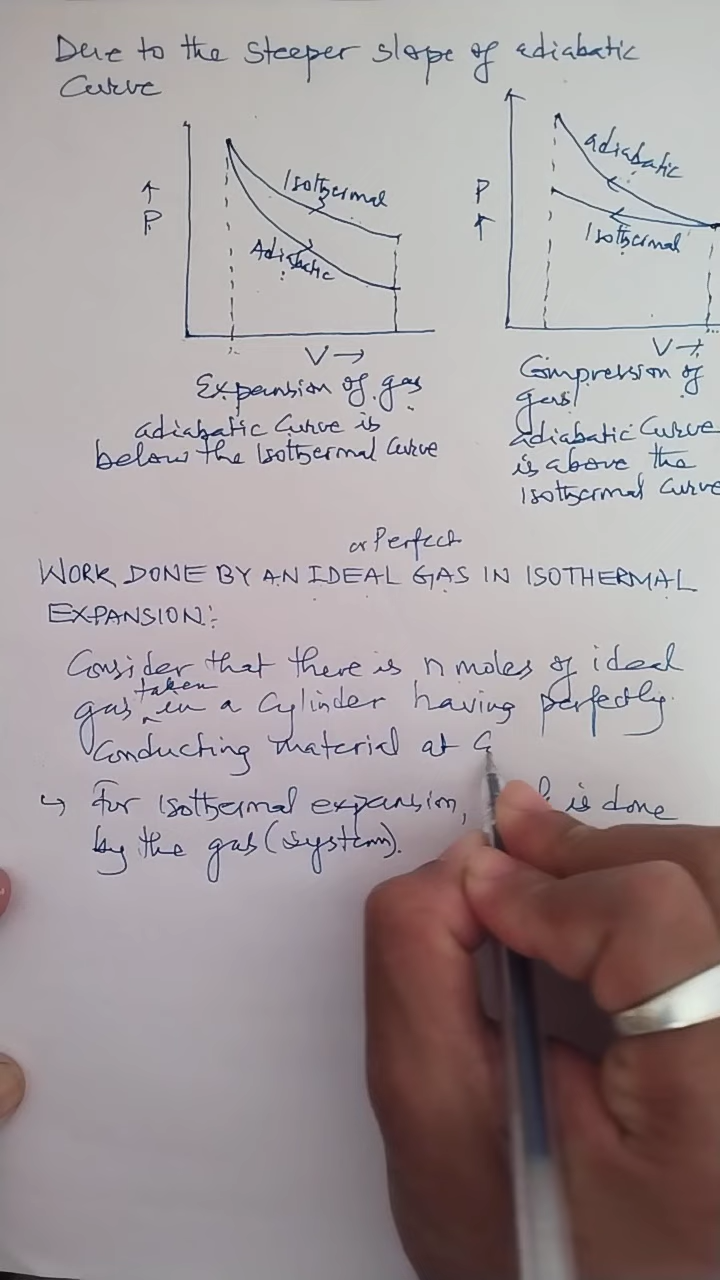 Due to the steeper slope of adiabatic
Curve
↑
P
Isothermal
Adiabatic
V →
Expansion of gas
adiabatic Curve is
below the Isothermal Curve
P
↑
adiabatic
Isothermal
V →
Compression of
gas
adiabatic Curve
is above the
Isothermal Curve
or Perfect
WORK DONE BY AN IDEAL GAS IN ISOTHERMAL
EXPANSION:
Consider that there is n moles of ideal
gas taken in a cylinder having perfectly
Conducting material at
↳ For Isothermal expansion, is done
by the gas (system).